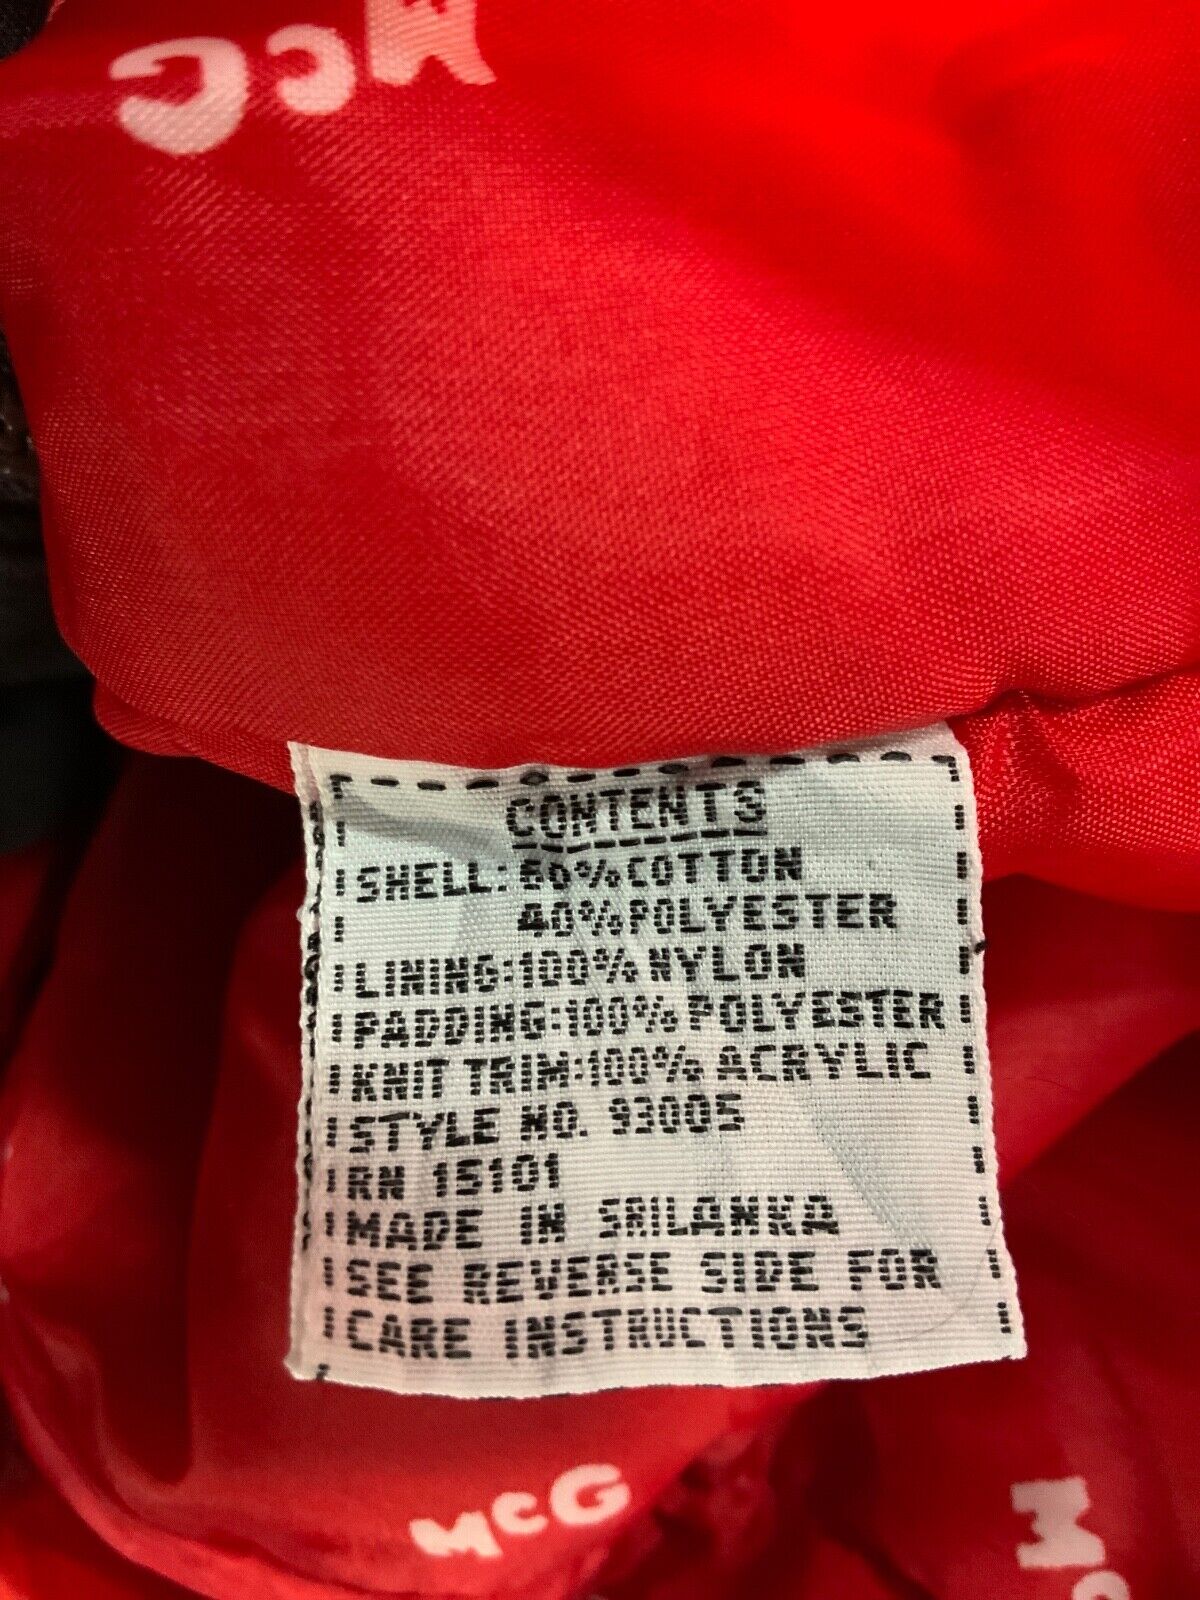 McG
CONTENTS
SHELL: 60% COTTON
40% POLYESTER
LINING: 100% NYLON
PADDING: 100% POLYESTER
KNIT TRIM: 100% ACRYLIC
STYLE NO. 93005
RN 15101
MADE IN SRILANKA
SEE REVERSE SIDE FOR
CARE INSTRUCTIONS
McG
Mc